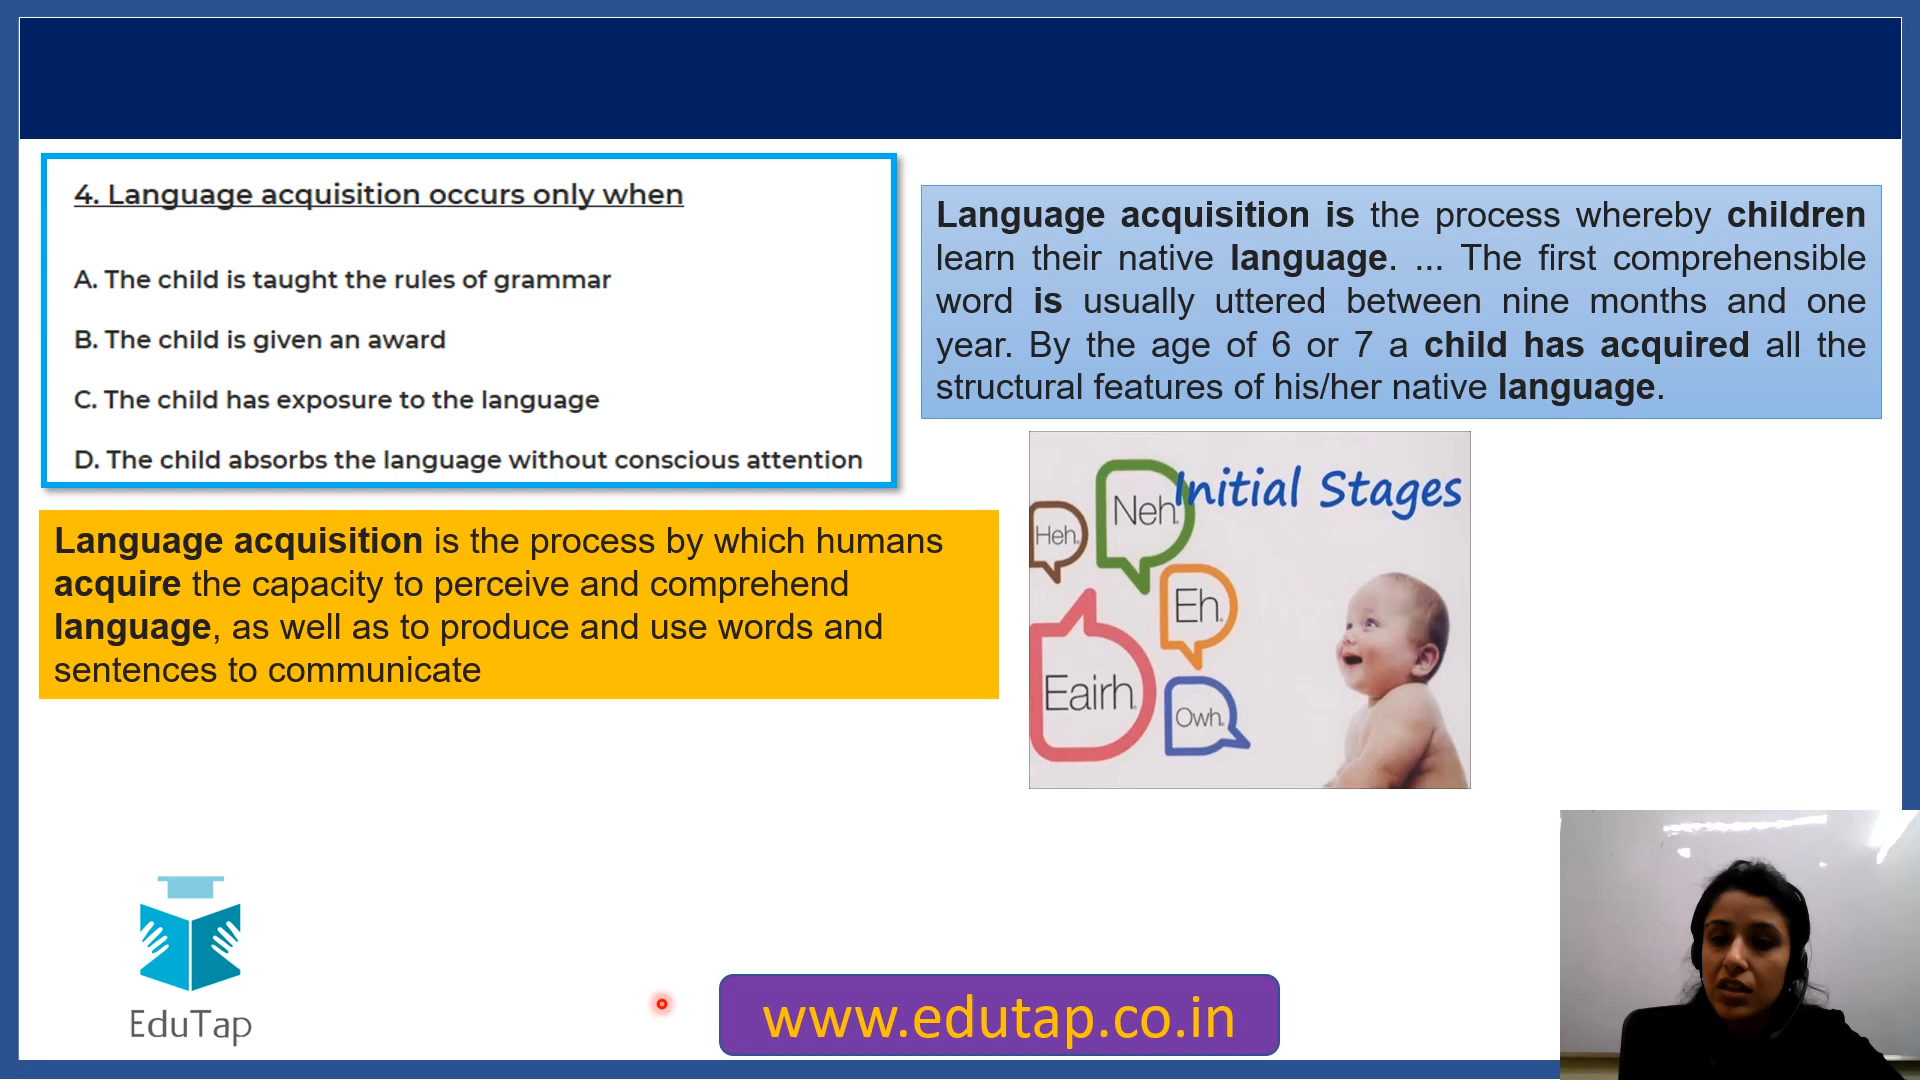 4. Language acquisition occurs only when
A. The child is taught the rules of grammar
B. The child is given an award
C. The child has exposure to the language
D. The child absorbs the language without conscious attention
Language acquisition is the process whereby children
learn their native language. ... The first comprehensible
word is usually uttered between nine months and one
year. By the age of 6 or 7 a child has acquired all the
structural features of his/her native language.
Language acquisition is the process by which humans
acquire the capacity to perceive and comprehend
language, as well as to produce and use words and
sentences to communicate
Initial Stages
Neh
Heh
Eh
Eairh
Owh
EduTap
www.edutap.co.in